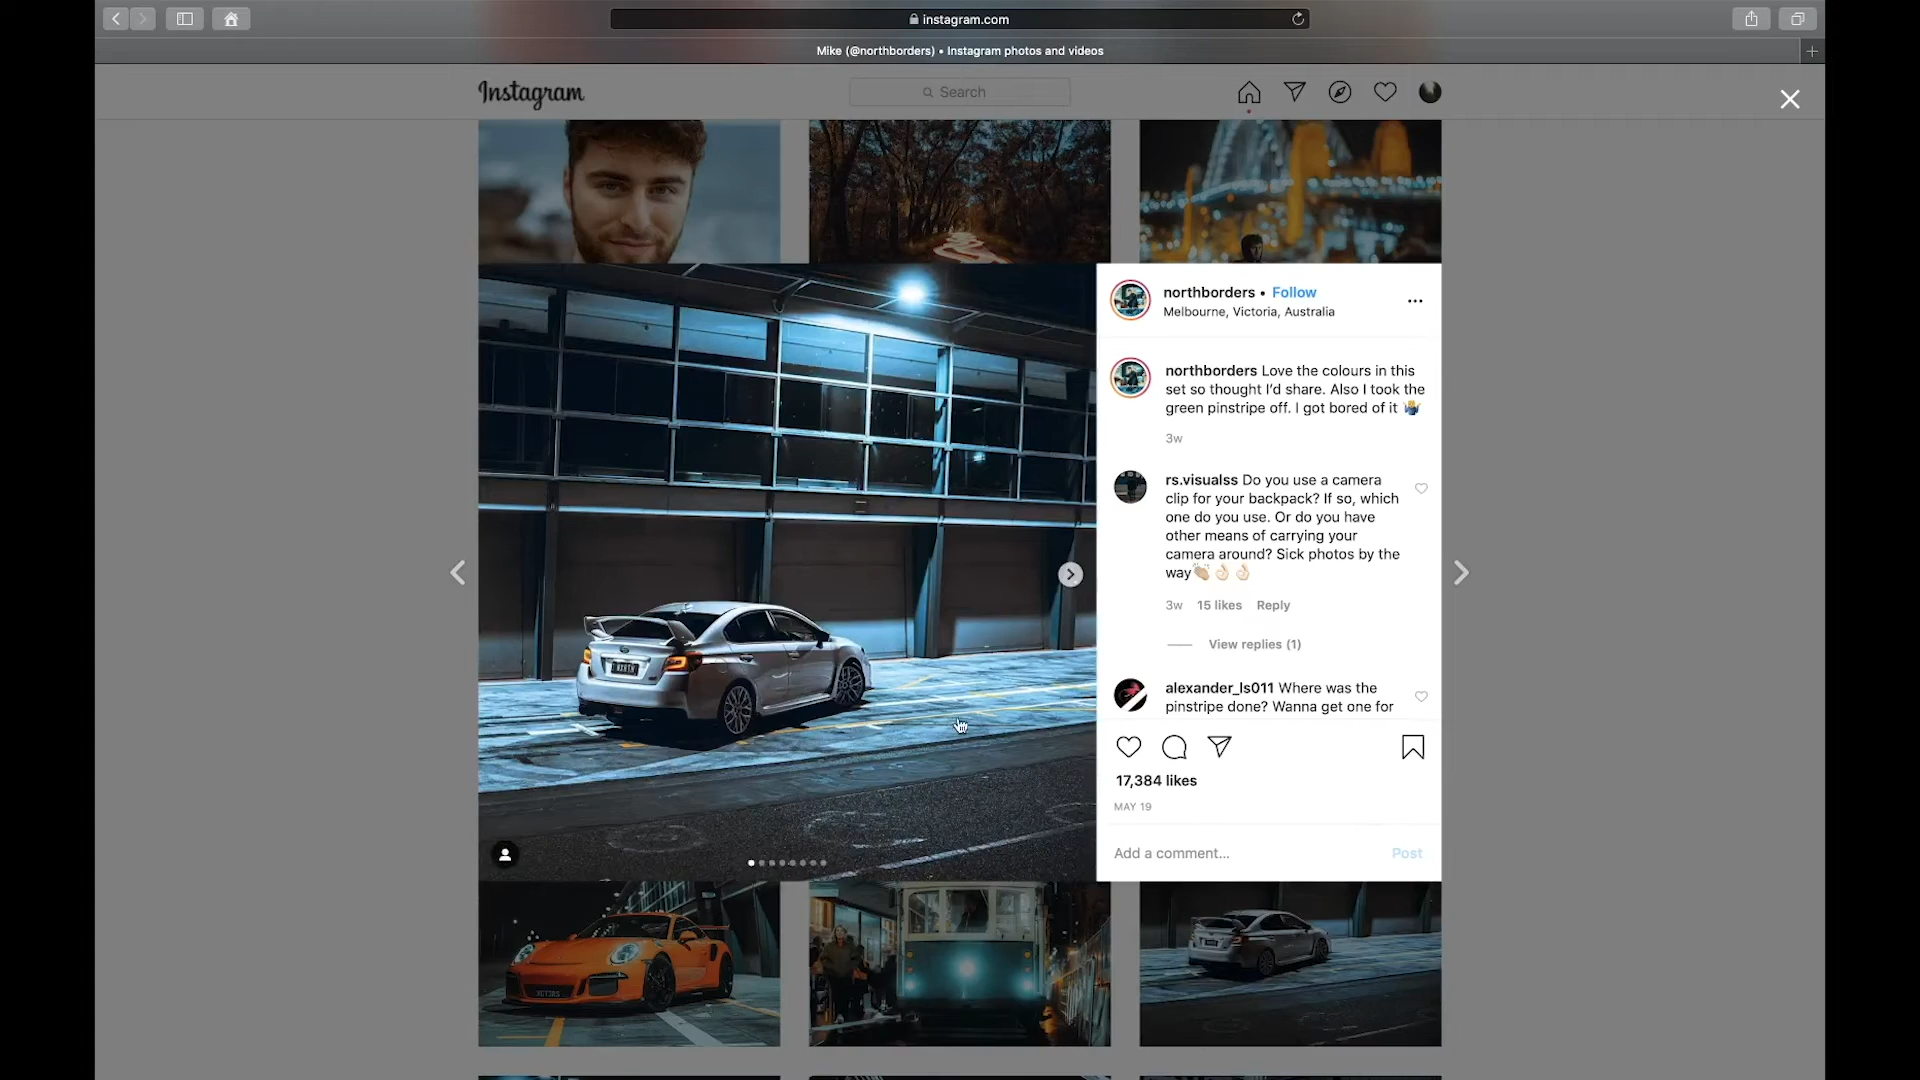 instagram.com
Mike (@northborders) • Instagram photos and videos
Instagram
Search
northborders • Follow
Melbourne, Victoria, Australia
northborders Love the colours in this
set so thought I'd share. Also I took the
green pinstripe off. I got bored of it 🤷‍♂️
3w
rs.visualss Do you use a camera
clip for your backpack? If so, which
one do you use. Or do you have
other means of carrying your
camera around? Sick photos by the
way👏🏼👌🏻👌🏻
3w 15 likes Reply
View replies (1)
alexander_ls011 Where was the
pinstripe done? Wanna get one for
17,384 likes
MAY 19
Add a comment...
Post